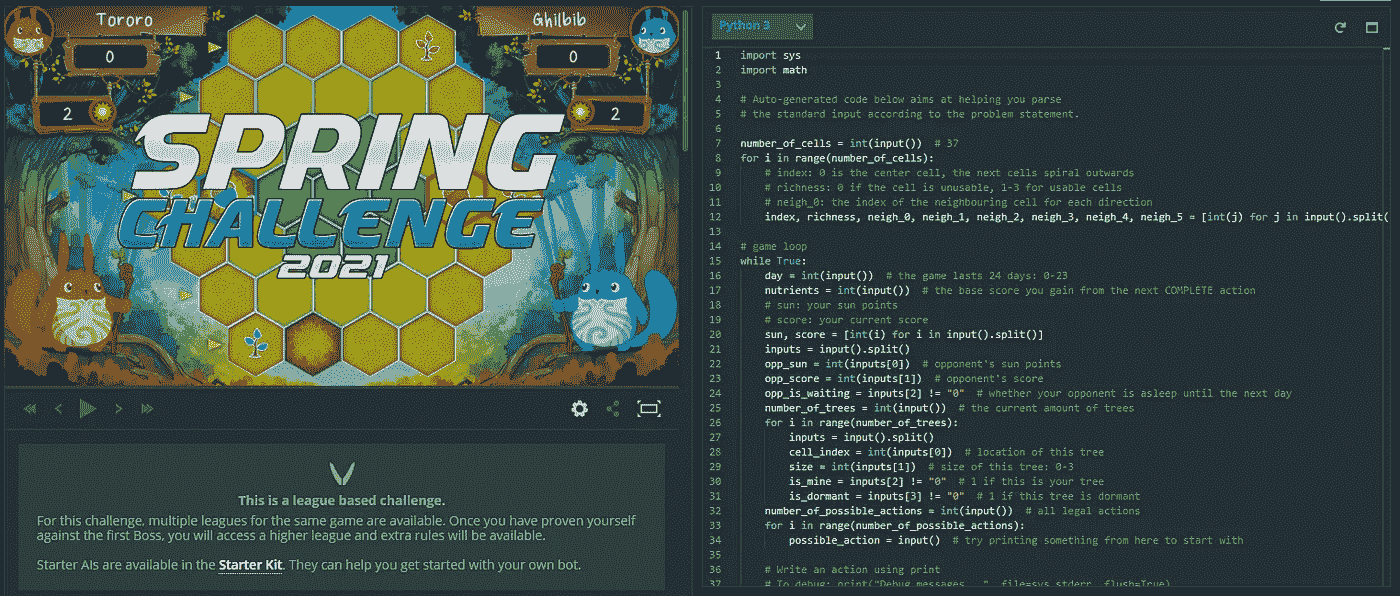 Tororo
Ghilbib
0
0
2
2
SPRING
CHALLENGE
2021
This is a league based challenge.
For this challenge, multiple leagues for the same game are available. Once you have proven yourself
against the first Boss, you will access a higher league and extra rules will be available.
Starter AIs are available in the Starter Kit. They can help you get started with your own bot.
Python 3
1 import sys
2 import math
3
4 # Auto-generated code below aims at helping you parse
5 # the standard input according to the problem statement.
6
7 number_of_cells = int(input())  # 37
8 for i in range(number_of_cells):
9     # index: 0 is the center cell, the next cells spiral outwards
10     # richness: 0 if the cell is unusable, 1-3 for usable cells
11     # neigh_0: the index of the neighbouring cell for each direction
12     index, richness, neigh_0, neigh_1, neigh_2, neigh_3, neigh_4, neigh_5 = [int(j) for j in input().split(
13
14 # game loop
15 while True:
16     day = int(input())  # the game lasts 24 days: 0-23
17     nutrients = int(input())  # the base score you gain from the next COMPLETE action
18     # sun: your sun points
19     # score: your current score
20     sun, score = [int(i) for i in input().split()]
21     inputs = input().split()
22     opp_sun = int(inputs[0])  # opponent's sun points
23     opp_score = int(inputs[1])  # opponent's score
24     opp_is_waiting = inputs[2] != "0"  # whether your opponent is asleep until the next day
25     number_of_trees = int(input())  # the current amount of trees
26     for i in range(number_of_trees):
27         inputs = input().split()
28         cell_index = int(inputs[0])  # location of this tree
29         size = int(inputs[1])  # size of this tree: 0-3
30         is_mine = inputs[2] != "0"  # 1 if this is your tree
31         is_dormant = inputs[3] != "0"  # 1 if this tree is dormant
32     number_of_possible_actions = int(input())  # all legal actions
33     for i in range(number_of_possible_actions):
34         possible_action = input()  # try printing something from here to start with
35
36     # Write an action using print
37     # To debug: print("Debug messages...", file=sys.stderr, flush=True)